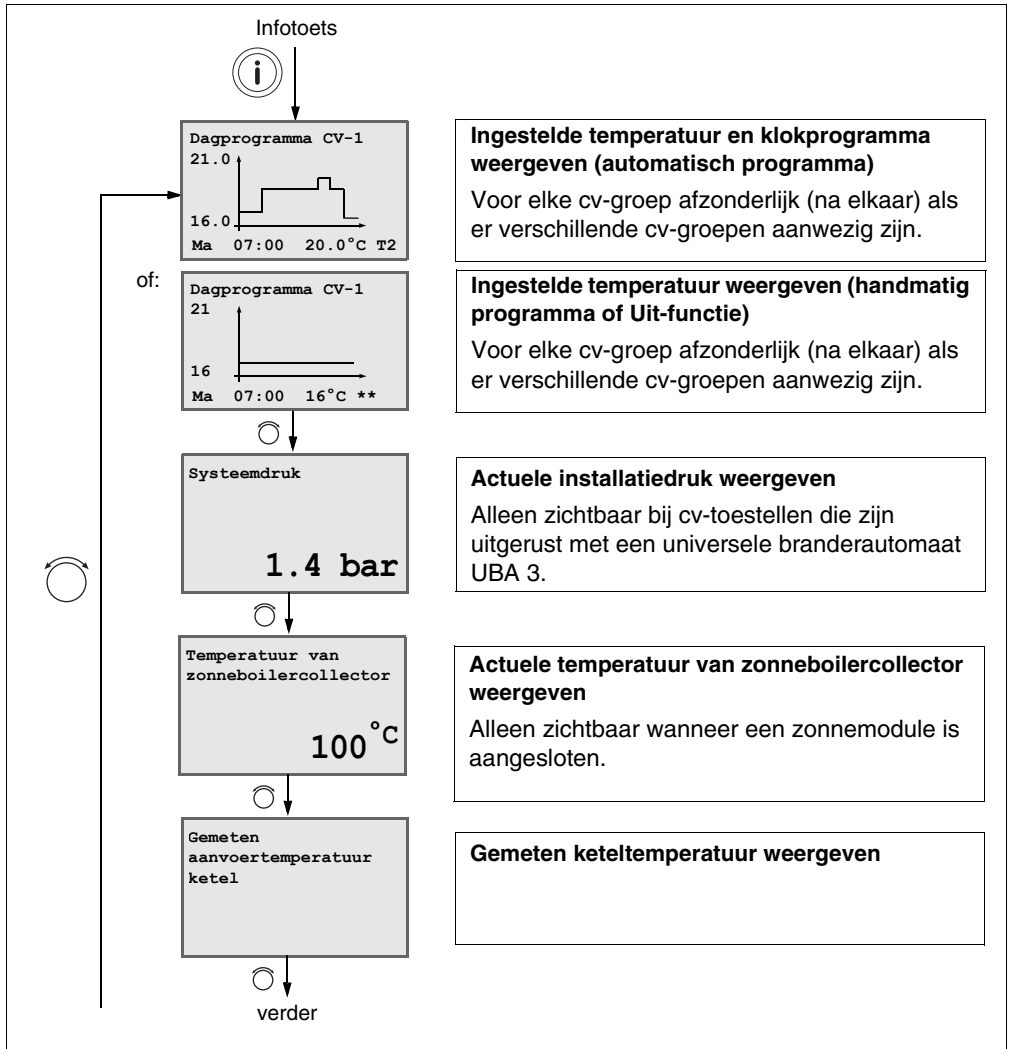 Infotoets
i
Dagprogramma CV-1
21.0
16.0
Ma 07:00 20.0°C T2
Ingestelde temperatuur en klokprogramma
weergeven (automatisch programma)
Voor elke cv-groep afzonderlijk (na elkaar) als
er verschillende cv-groepen aanwezig zijn.
of:
Dagprogramma CV-1
21
16
Ma 07:00 16°C **
Ingestelde temperatuur weergeven (handmatig
programma of Uit-functie)
Voor elke cv-groep afzonderlijk (na elkaar) als
er verschillende cv-groepen aanwezig zijn.
Systeemdruk
1.4 bar
Actuele installatiedruk weergeven
Alleen zichtbaar bij cv-toestellen die zijn
uitgerust met een universele branderautomaat
UBA 3.
Temperatuur van
zonneboilercollector
100°C
Actuele temperatuur van zonneboilercollector
weergeven
Alleen zichtbaar wanneer een zonnemodule is
aangesloten.
Gemeten
aanvoertemperatuur
ketel
Gemeten keteltemperatuur weergeven
verder